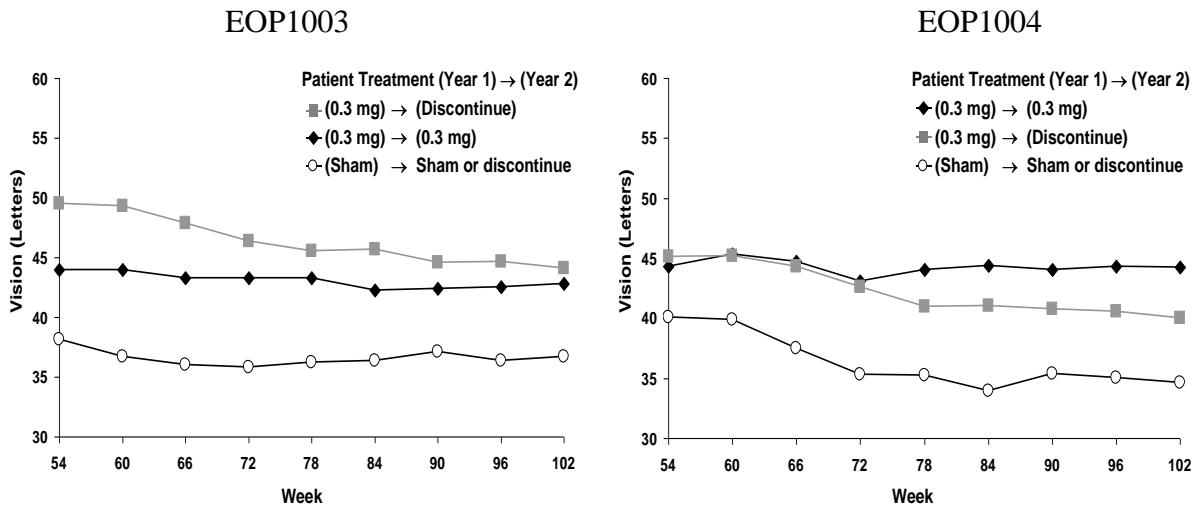 EOP1003
Patient Treatment (Year 1) → (Year 2)
(0.3 mg) → (Discontinue)
(0.3 mg) → (0.3 mg)
(Sham) → Sham or discontinue
Vision (Letters)
60
55
50
45
40
35
30
54 60 66 72 78 84 90 96 102
Week
EOP1004
Patient Treatment (Year 1) → (Year 2)
(0.3 mg) → (0.3 mg)
(0.3 mg) → (Discontinue)
(Sham) → Sham or discontinue
Vision (Letters)
60
55
50
45
40
35
30
54 60 66 72 78 84 90 96 102
Week